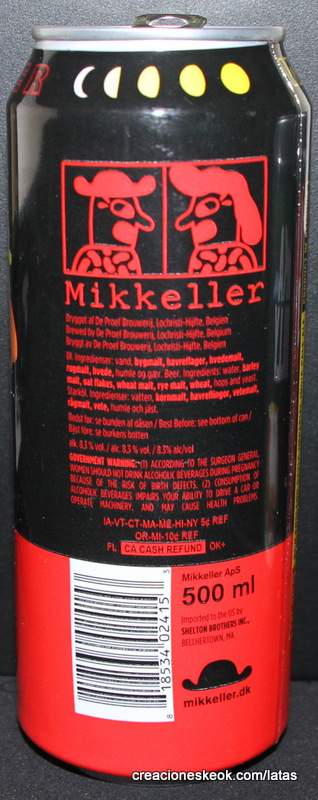 R
Mikkeller
Brygget af De Proef Brouwerij, Lochristi-Hijfte, Belgien
Brewed by De Proef Brouwerij, Lochristi-Hijfte, Belgium
Bryggt av De Proef Brouwerij, Lochristi-Hijfte, Belgien
Øl. Ingredienser: vand, bygmalt, havreflager, hvedemalt,
rugmalt, hvede, humle og gær. Beer. Ingredients: water, barley
malt, oat flakes, wheat malt, rye malt, wheat, hops and yeast.
Starköl. Ingredienser: vatten, kornmalt, havreflingor, vetemalt,
rågmalt, vete, humle och jäst.
Bedst før: se bunden af dåsen / Best Before: see bottom of can /
Bäst före: se burkens botten
alk. 8,3 % vol / alc. 8,3 % vol. / 8.3% alc/vol
GOVERNMENT WARNING: (1) ACCORDING TO THE SURGEON GENERAL
WOMEN SHOULD NOT DRINK ALCOHOLIC BEVERAGES DURING PREGNANCY
BECAUSE OF THE RISK OF BIRTH DEFECTS. (2) CONSUMPTION OF
ALCOHOLIC BEVERAGES IMPAIRS YOUR ABILITY TO DRIVE A CAR OR
OPERATE MACHINERY, AND MAY CAUSE HEALTH PROBLEMS.
IA-VT-CT-MA-ME-HI-NY 5¢ REF
OR-MI-10¢ REF
PL CA CASH REFUND OK+
Mikkeller ApS
500 ml
Imported to the US by
SHELTON BROTHERS INC.,
BELCHERTOWN, MA.
mikkeller.dk
8 18534 02415 3
creacioneskeok.com/latas